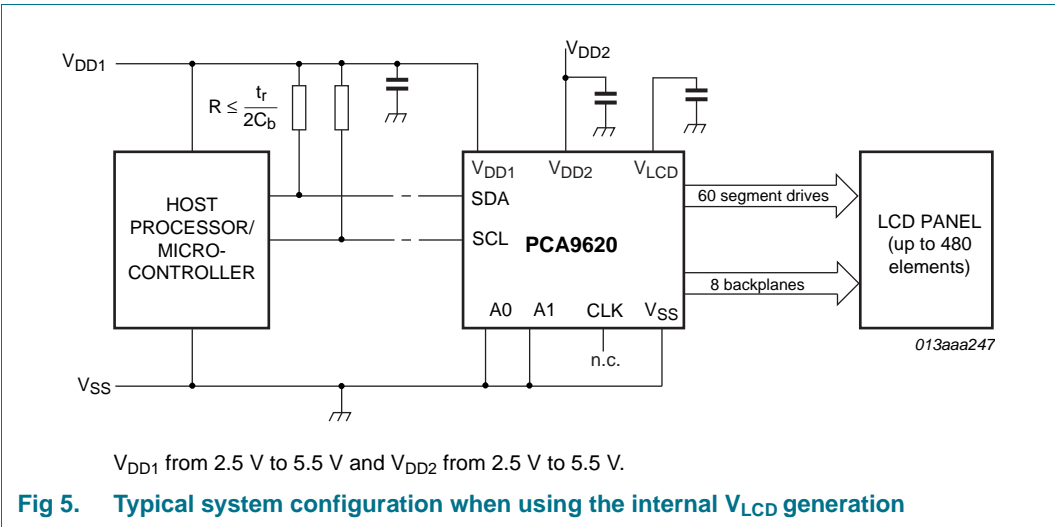 VDD1
VDD2
R ≤ tr
2Cb
VDD1
VDD2
VLCD
HOST
PROCESSOR/
MICRO-
CONTROLLER
SDA
SCL
PCA9620
60 segment drives
8 backplanes
LCD PANEL
(up to 480
elements)
A0
A1
CLK
VSS
n.c.
013aaa247
VSS
VDD1 from 2.5 V to 5.5 V and VDD2 from 2.5 V to 5.5 V.
Fig 5. Typical system configuration when using the internal VLCD generation